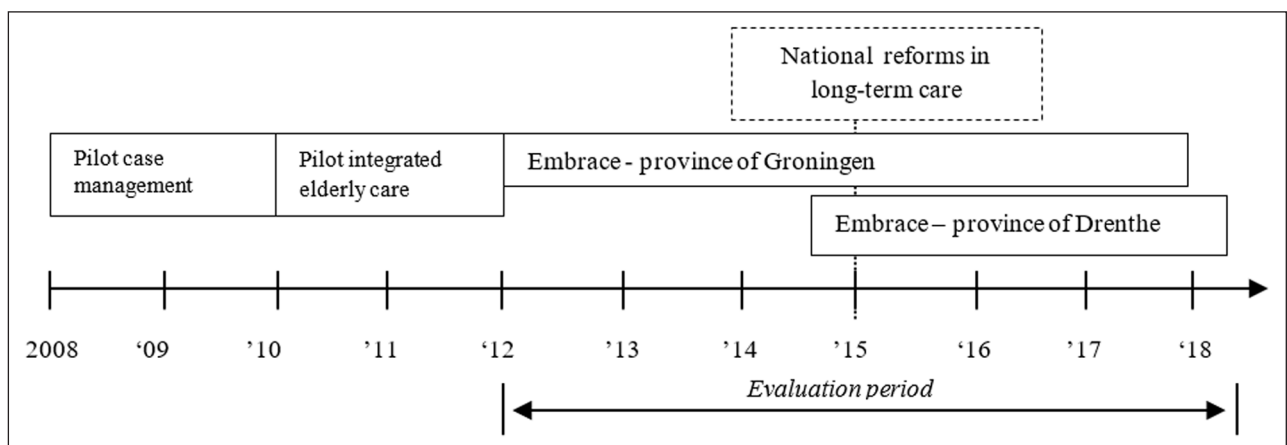 National reforms in
long-term care
Pilot case
management
Pilot integrated
elderly care
Embrace - province of Groningen
Embrace – province of Drenthe
2008 ‘09 ’10 ’11 ‘12 ’13 ’14 ’15 ‘16 ’17 ‘18
Evaluation period